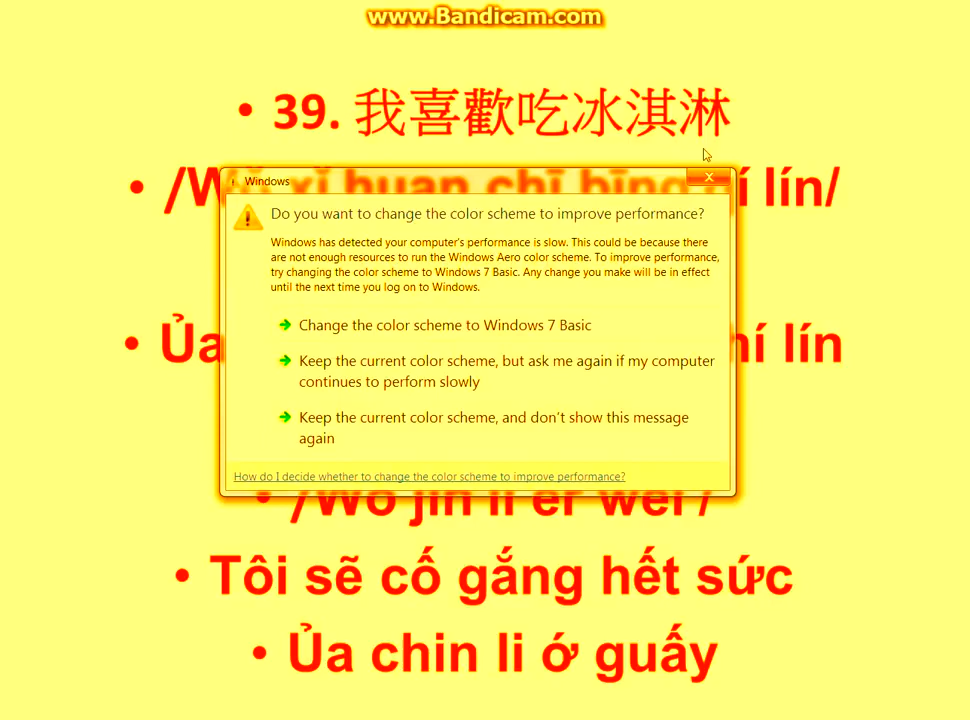 www.Bandicam.com
• 39. 我喜歡吃冰淇淋
• /Wǒ xǐ huan chī bīng qí lín/
Windows
Do you want to change the color scheme to improve performance?
Windows has detected your computer's performance is slow. This could be because there
are not enough resources to run the Windows Aero color scheme. To improve performance,
try changing the color scheme to Windows 7 Basic. Any change you make will be in effect
until the next time you log on to Windows.
• Ủa hí lín
Change the color scheme to Windows 7 Basic
Keep the current color scheme, but ask me again if my computer
continues to perform slowly
Keep the current color scheme, and don't show this message
again
How do I decide whether to change the color scheme to improve performance?
• Tôi sẽ cố gắng hết sức
• Ủa chin li ớ guấy